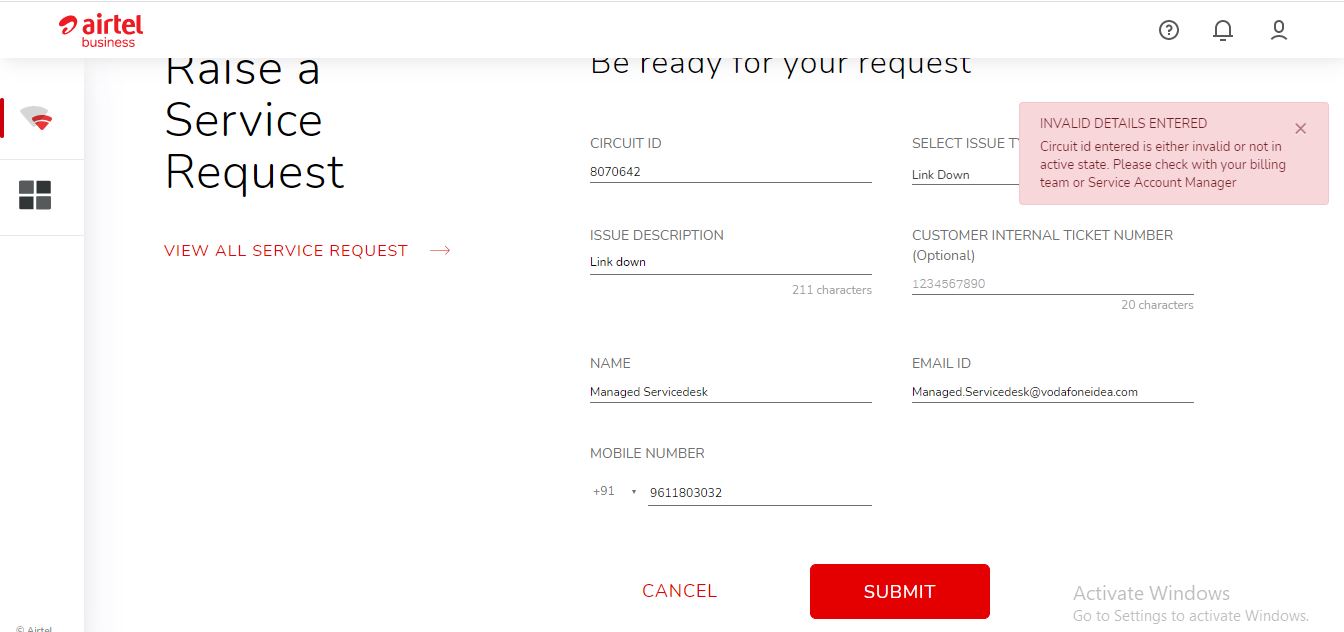 airtel
business
Raise a
Service
Request
VIEW ALL SERVICE REQUEST
Be ready for your request
CIRCUIT ID
8070642
SELECT ISSUE TY
Link Down
INVALID DETAILS ENTERED
Circuit id entered is either invalid or not in
active state. Please check with your billing
team or Service Account Manager
ISSUE DESCRIPTION
Link down
211 characters
CUSTOMER INTERNAL TICKET NUMBER
(Optional)
1234567890
20 characters
NAME
Managed Servicedesk
EMAIL ID
Managed.Servicedesk@vodafoneidea.com
MOBILE NUMBER
+91
9611803032
CANCEL
SUBMIT
Activate Windows
Go to Settings to activate Windows.
© Airtel